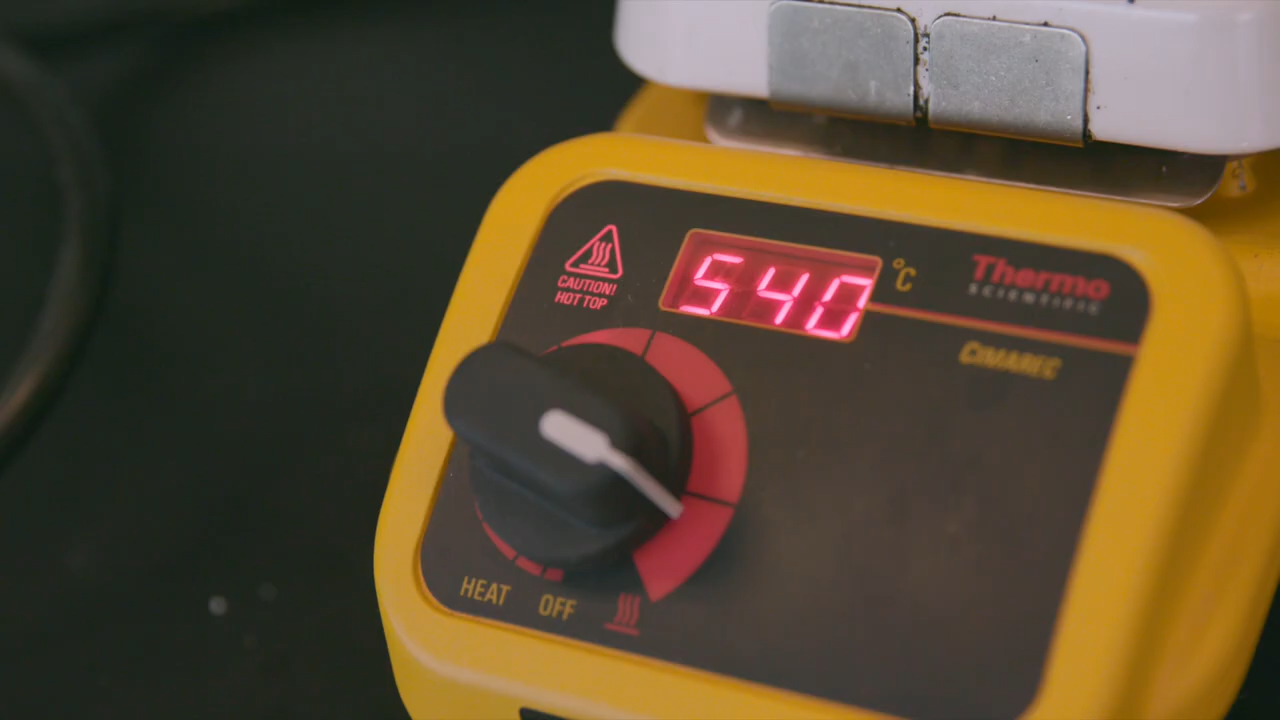 CAUTION!
HOT TOP
540
°C
Thermo
SCIENTIFIC
CIMAREC
HEAT
OFF